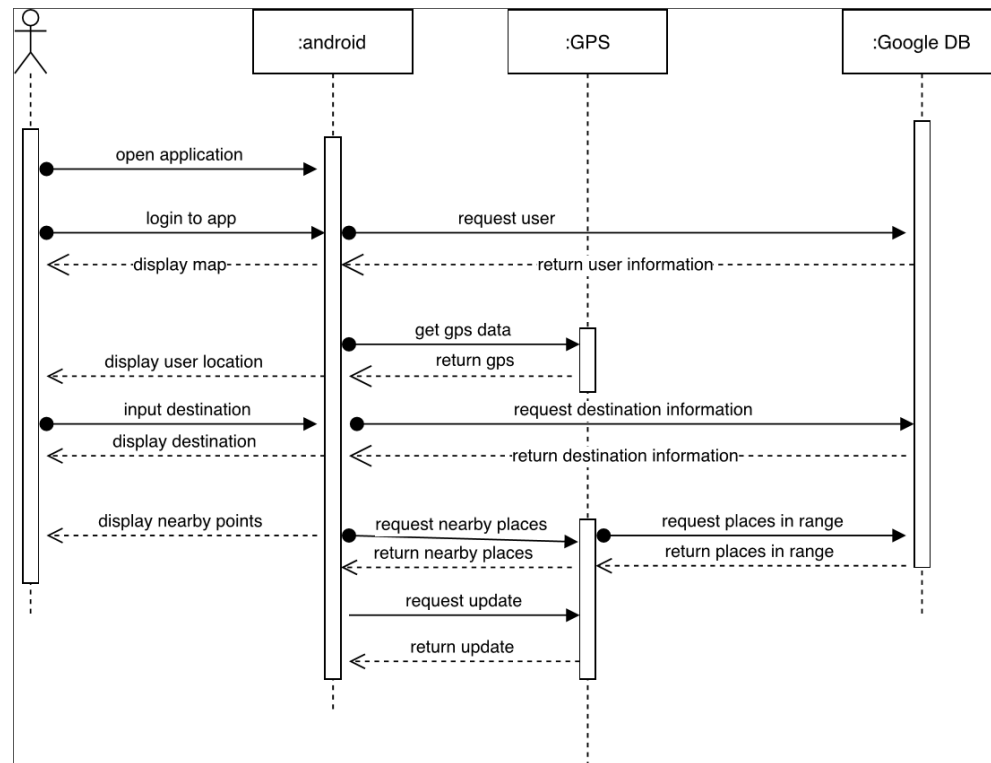 :android
:GPS
:Google DB
open application
login to app
request user
display map
return user information
get gps data
display user location
return gps
input destination
request destination information
display destination
return destination information
display nearby points
request nearby places
request places in range
return nearby places
return places in range
request update
return update